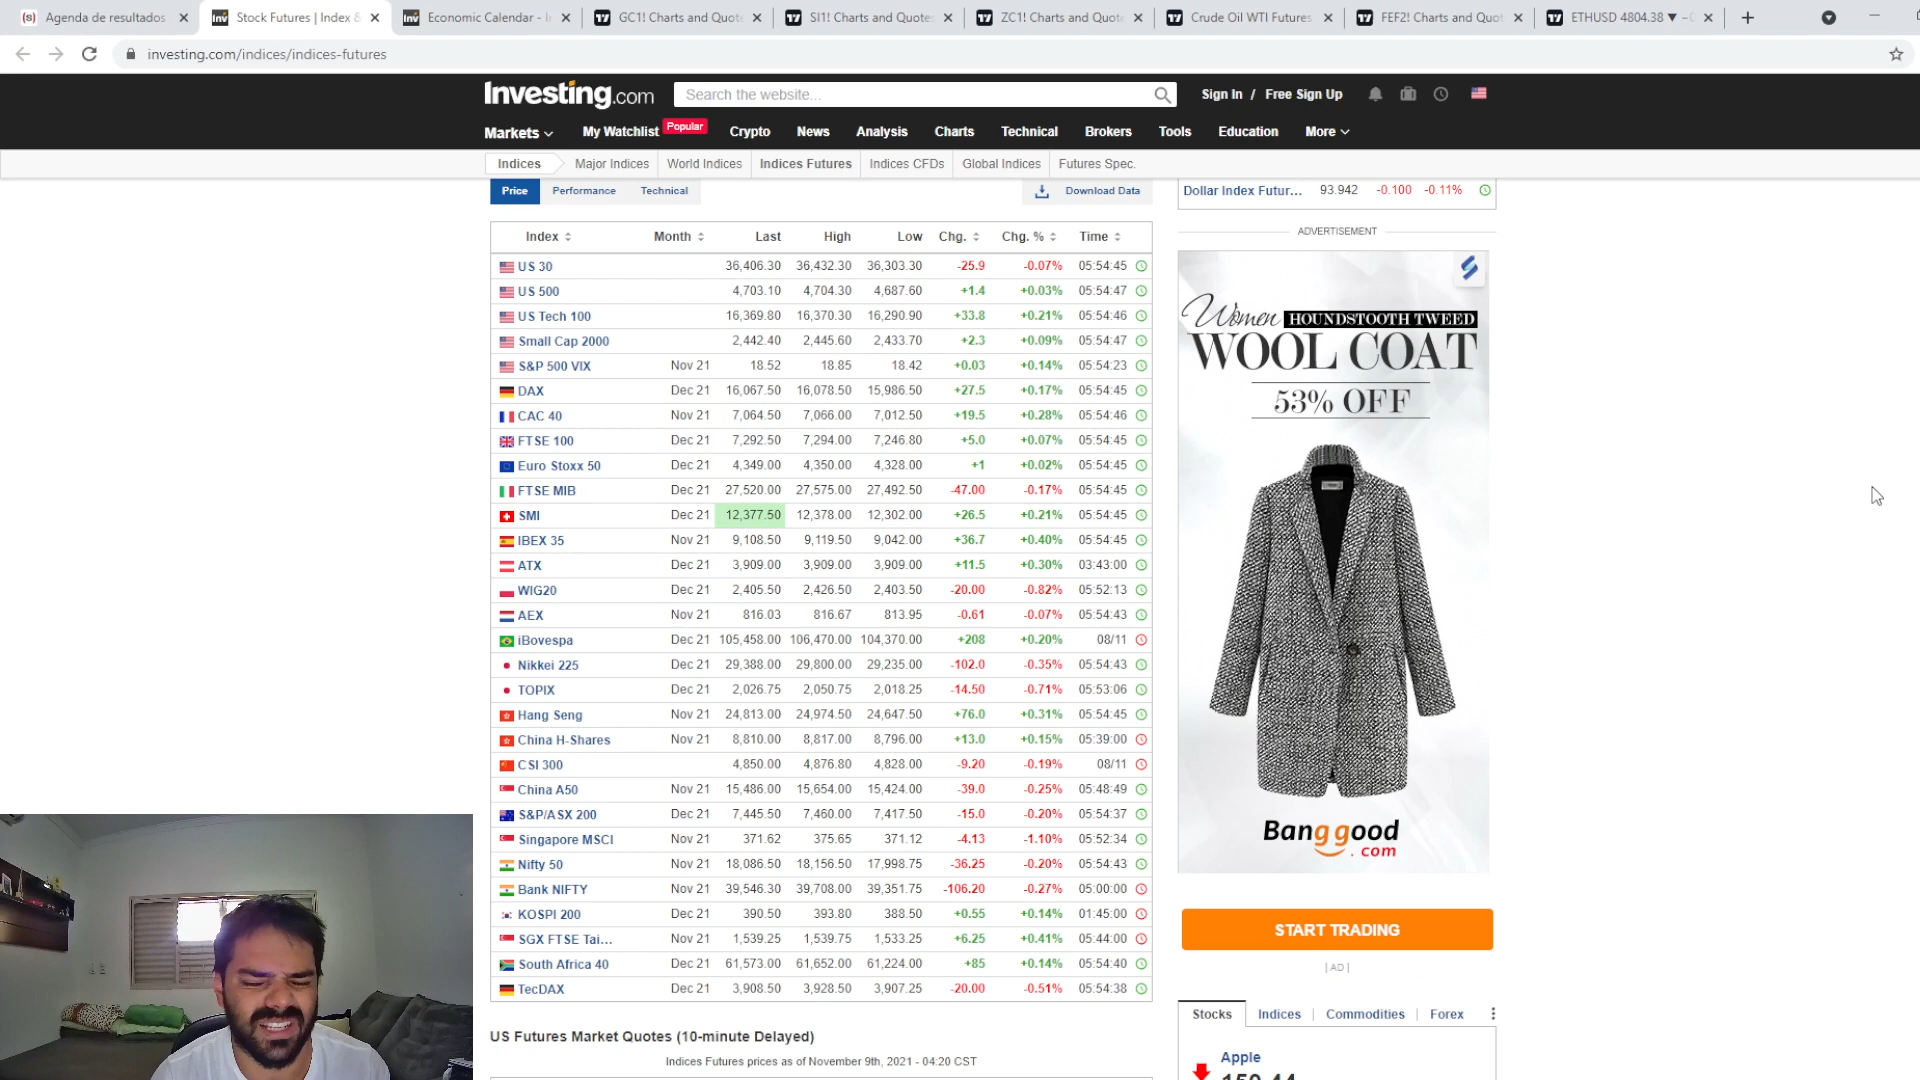 Agenda de resultados
Stock Futures | Index &
Economic Calendar - I
GC1! Charts and Quote
SI1! Charts and Quotes
ZC1! Charts and Quote
Crude Oil WTI Futures
FEF2! Charts and Quot
ETHUSD 4804.38 ▼ −
investing.com/indices/indices-futures
Investing.com
Search the website...
Sign In / Free Sign Up
Markets
My Watchlist
Popular
Crypto
News
Analysis
Charts
Technical
Brokers
Tools
Education
More
Indices
Major Indices
World Indices
Indices Futures
Indices CFDs
Global Indices
Futures Spec.
Price
Performance
Technical
Download Data
Dollar Index Futur... 93.942 -0.100 -0.11%
Index Month Last High Low Chg. Chg. % Time
US 30 36,406.30 36,432.30 36,303.30 -25.9 -0.07% 05:54:45
US 500 4,703.10 4,704.30 4,687.60 +1.4 +0.03% 05:54:47
US Tech 100 16,369.80 16,370.30 16,290.90 +33.8 +0.21% 05:54:46
Small Cap 2000 2,442.40 2,445.60 2,433.70 +2.3 +0.09% 05:54:47
S&P 500 VIX Nov 21 18.52 18.85 18.42 +0.03 +0.14% 05:54:23
DAX Dec 21 16,067.50 16,078.50 15,986.50 +27.5 +0.17% 05:54:45
CAC 40 Nov 21 7,064.50 7,066.00 7,012.50 +19.5 +0.28% 05:54:46
FTSE 100 Dec 21 7,292.50 7,294.00 7,246.80 +5.0 +0.07% 05:54:45
Euro Stoxx 50 Dec 21 4,349.00 4,350.00 4,328.00 +1 +0.02% 05:54:45
FTSE MIB Dec 21 27,520.00 27,575.00 27,492.50 -47.00 -0.17% 05:54:45
SMI Dec 21 12,377.50 12,378.00 12,302.00 +26.5 +0.21% 05:54:45
IBEX 35 Nov 21 9,108.50 9,119.50 9,042.00 +36.7 +0.40% 05:54:45
ATX Dec 21 3,909.00 3,909.00 3,909.00 +11.5 +0.30% 03:43:00
WIG20 Dec 21 2,405.50 2,426.50 2,403.50 -20.00 -0.82% 05:52:13
AEX Nov 21 816.03 816.67 813.95 -0.61 -0.07% 05:54:43
iBovespa Dec 21 105,458.00 106,470.00 104,370.00 +208 +0.20% 08/11
Nikkei 225 Dec 21 29,388.00 29,800.00 29,235.00 -102.0 -0.35% 05:54:43
TOPIX Dec 21 2,026.75 2,050.75 2,018.25 -14.50 -0.71% 05:53:06
Hang Seng Nov 21 24,813.00 24,974.50 24,647.50 +76.0 +0.31% 05:54:45
China H-Shares Nov 21 8,810.00 8,817.00 8,796.00 +13.0 +0.15% 05:39:00
CSI 300 4,850.00 4,876.80 4,828.00 -9.20 -0.19% 08/11
China A50 Nov 21 15,486.00 15,654.00 15,424.00 -39.0 -0.25% 05:48:49
S&P/ASX 200 Dec 21 7,445.50 7,460.00 7,417.50 -15.0 -0.20% 05:54:37
Singapore MSCI Nov 21 371.62 375.65 371.12 -4.13 -1.10% 05:52:34
Nifty 50 Nov 21 18,086.50 18,156.50 17,998.75 -36.25 -0.20% 05:54:43
Bank NIFTY Nov 21 39,546.30 39,708.00 39,351.75 -106.20 -0.27% 05:00:00
KOSPI 200 Dec 21 390.50 393.80 388.50 +0.55 +0.14% 01:45:00
SGX FTSE Tai... Nov 21 1,539.25 1,539.75 1,533.25 +6.25 +0.41% 05:44:00
South Africa 40 Dec 21 61,573.00 61,652.00 61,224.00 +85 +0.14% 05:54:40
TecDAX Dec 21 3,908.50 3,928.50 3,907.25 -20.00 -0.51% 05:54:38
US Futures Market Quotes (10-minute Delayed)
Indices Futures prices as of November 9th, 2021 - 04:20 CST
ADVERTISEMENT
Women HOUNDSTOOTH TWEED
WOOL COAT
53% OFF
Banggood
.com
START TRADING
| AD |
Stocks
Indices
Commodities
Forex
Apple